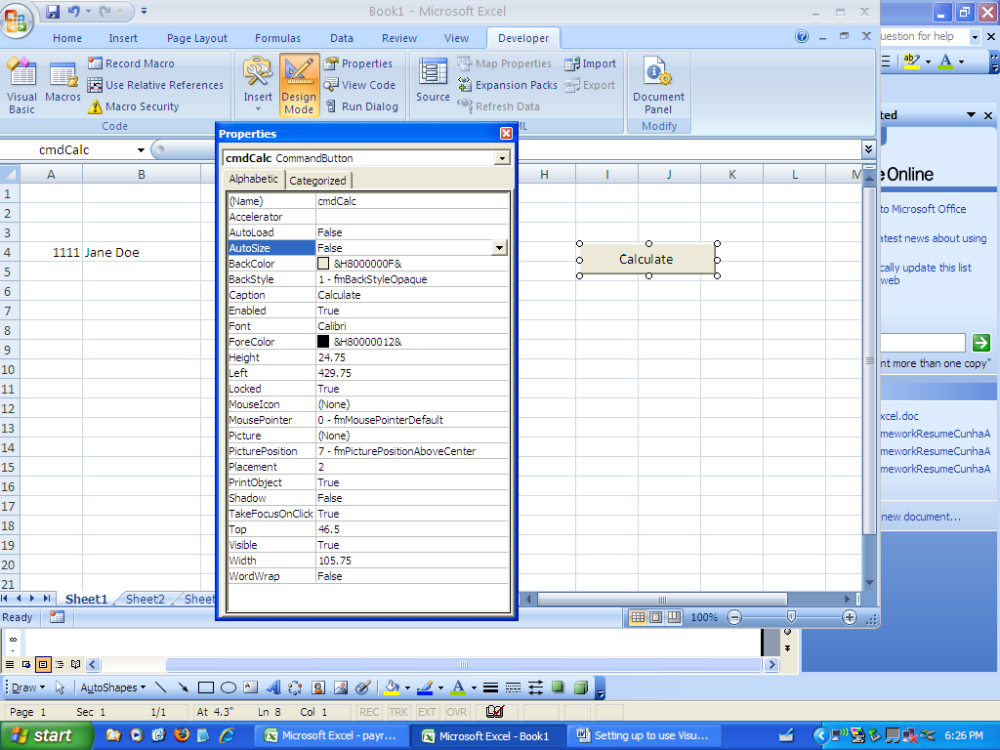 Book1 - Microsoft Excel
Home Insert Page Layout Formulas Data Review View Developer
uestion for help
Visual Basic
Macros
Record Macro
Use Relative References
Macro Security
Code
Insert
Design Mode
Properties
View Code
Run Dialog
Source
Map Properties
Expansion Packs
Refresh Data
Import
Export
ML
Document Panel
Modify
cmdCalc
A B H I J K L M
1
2
3
4 1111 Jane Doe
5
6
7
8
9
10
11
12
13
14
15
16
17
18
19
20
21
Calculate
Properties
cmdCalc CommandButton
Alphabetic Categorized
(Name) cmdCalc
Accelerator
AutoLoad False
AutoSize False
BackColor &H8000000F&
BackStyle 1 - fmBackStyleOpaque
Caption Calculate
Enabled True
Font Calibri
ForeColor &H80000012&
Height 24.75
Left 429.75
Locked True
MouseIcon (None)
MousePointer 0 - fmMousePointerDefault
Picture (None)
PicturePosition 7 - fmPicturePositionAboveCenter
Placement 2
PrintObject True
Shadow False
TakeFocusOnClick True
Top 46.5
Visible True
Width 105.75
WordWrap False
ted
e Online
to Microsoft Office
atest news about using
cally update this list
web
nt more than one copy"
xcel.doc
meworkResumeCunhaA
meworkResumeCunhaA
meworkResumeCunhaA
new document...
Sheet1 Sheet2 Sheet
Ready
100%
Draw AutoShapes
Page 1 Sec 1 1/1 At 4.3" Ln 8 Col 1 REC TRK EXT OVR
start
Microsoft Excel - payr...
Microsoft Excel - Book1
Setting up to use Visu...
6:26 PM